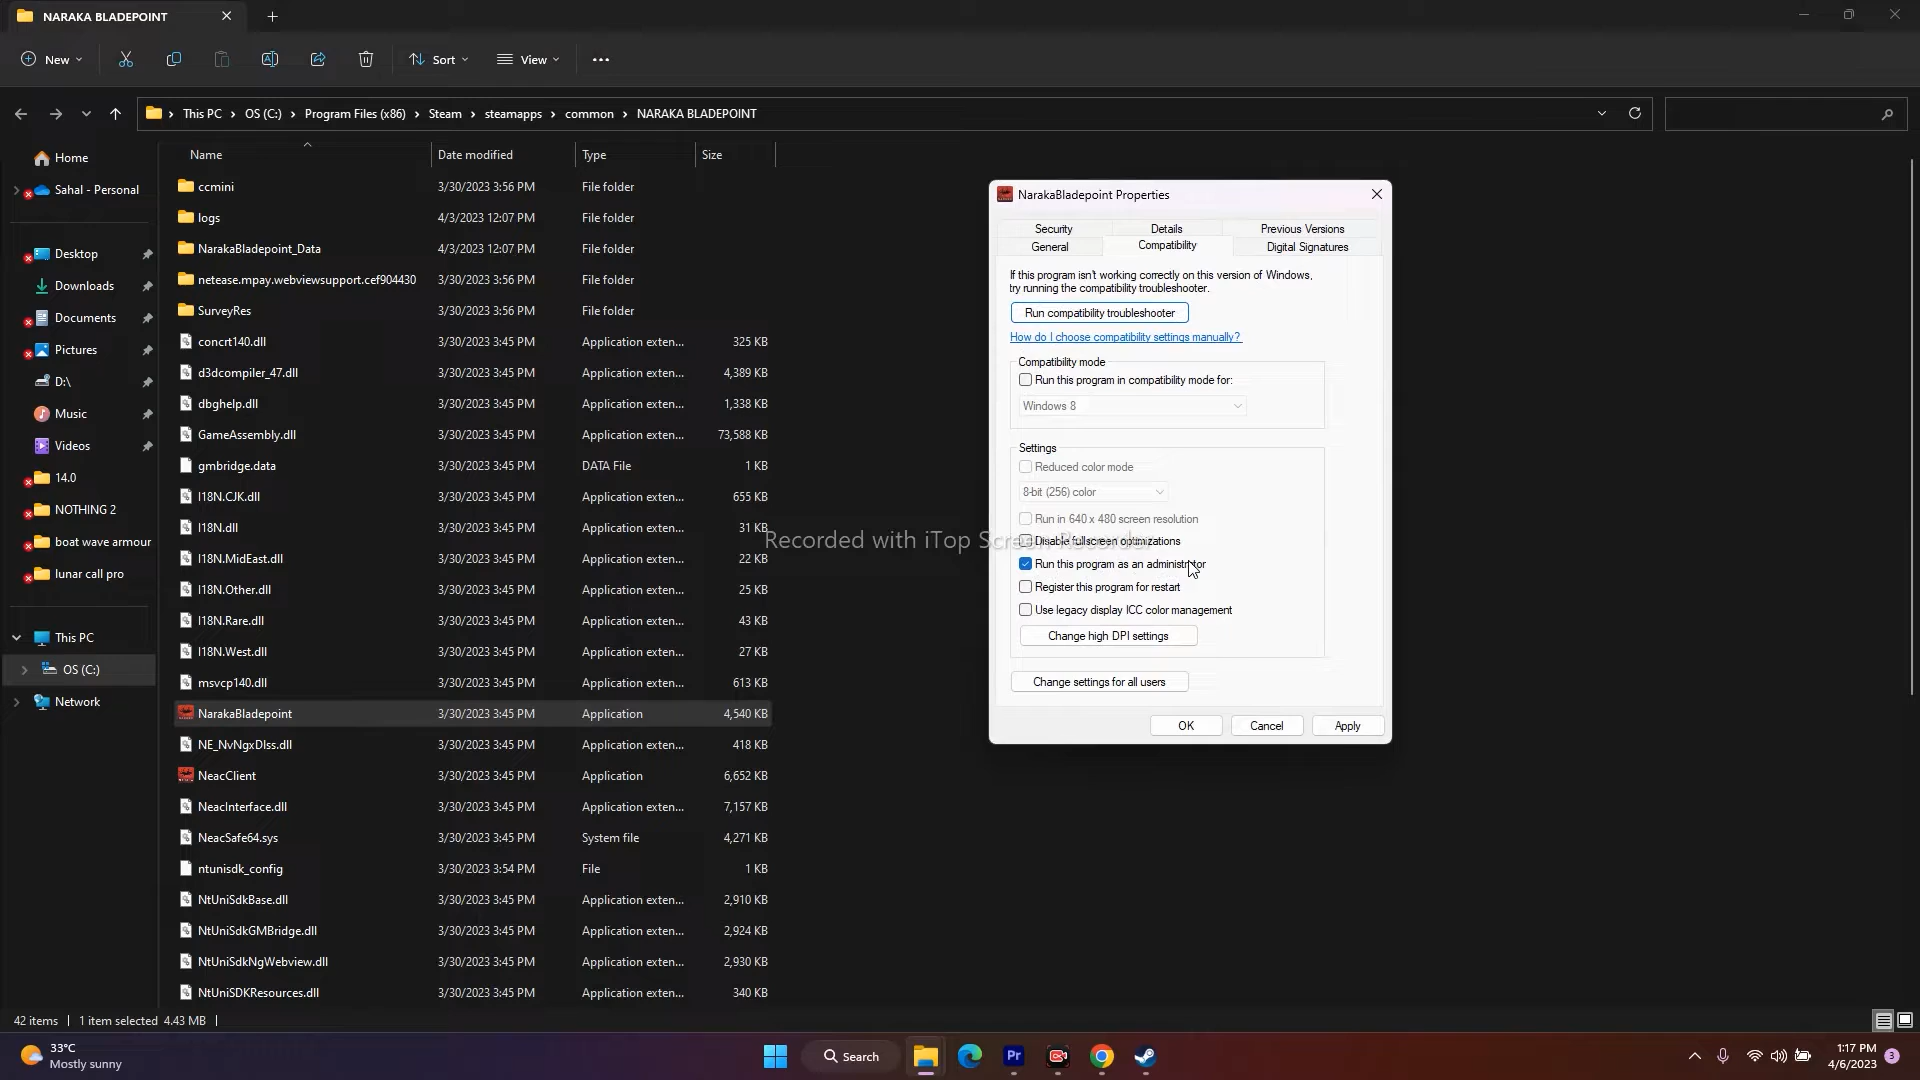 NARAKA BLADEPOINT
New
Sort
View
This PC
OS (C:)
Program Files (x86)
Steam
steamapps
common
NARAKA BLADEPOINT
Home
Sahal - Personal
Desktop
Downloads
Documents
Pictures
D:\
Music
Videos
14.0
NOTHING 2
boat wave armour
lunar call pro
This PC
OS (C:)
Network
Name Date modified Type Size
ccmini 3/30/2023 3:56 PM File folder
logs 4/3/2023 12:07 PM File folder
NarakaBladepoint_Data 4/3/2023 12:07 PM File folder
netease.mpay.webviewsupport.cef904430 3/30/2023 3:56 PM File folder
SurveyRes 3/30/2023 3:56 PM File folder
concrt140.dll 3/30/2023 3:45 PM Application exten... 325 KB
d3dcompiler_47.dll 3/30/2023 3:45 PM Application exten... 4,389 KB
dbghelp.dll 3/30/2023 3:45 PM Application exten... 1,338 KB
GameAssembly.dll 3/30/2023 3:45 PM Application exten... 73,588 KB
gmbridge.data 3/30/2023 3:45 PM DATA File 1 KB
I18N.CJK.dll 3/30/2023 3:45 PM Application exten... 655 KB
I18N.dll 3/30/2023 3:45 PM Application exten... 31 KB
I18N.MidEast.dll 3/30/2023 3:45 PM Application exten... 22 KB
I18N.Other.dll 3/30/2023 3:45 PM Application exten... 25 KB
I18N.Rare.dll 3/30/2023 3:45 PM Application exten... 43 KB
I18N.West.dll 3/30/2023 3:45 PM Application exten... 27 KB
msvcp140.dll 3/30/2023 3:45 PM Application exten... 613 KB
NarakaBladepoint 3/30/2023 3:45 PM Application 4,540 KB
NE_NvNgxDlss.dll 3/30/2023 3:45 PM Application exten... 418 KB
NeacClient 3/30/2023 3:45 PM Application 6,652 KB
NeacInterface.dll 3/30/2023 3:45 PM Application exten... 7,157 KB
NeacSafe64.sys 3/30/2023 3:45 PM System file 4,271 KB
ntunisdk_config 3/30/2023 3:54 PM File 1 KB
NtUniSdkBase.dll 3/30/2023 3:45 PM Application exten... 2,910 KB
NtUniSdkGMBridge.dll 3/30/2023 3:45 PM Application exten... 2,924 KB
NtUniSdkNgWebview.dll 3/30/2023 3:45 PM Application exten... 2,930 KB
NtUniSDKResources.dll 3/30/2023 3:45 PM Application exten... 340 KB
NarakaBladepoint Properties
Security Details Previous Versions
General Compatibility Digital Signatures
If this program isn't working correctly on this version of Windows,
try running the compatibility troubleshooter.
Run compatibility troubleshooter
How do I choose compatibility settings manually?
Compatibility mode
Run this program in compatibility mode for:
Windows 8
Settings
Reduced color mode
8-bit (256) color
Run in 640 x 480 screen resolution
Disable fullscreen optimizations
Run this program as an administrator
Register this program for restart
Use legacy display ICC color management
Change high DPI settings
Change settings for all users
OK Cancel Apply
Recorded with iTop Screen Recorder
42 items 1 item selected 4.43 MB
33°C
Mostly sunny
Search
Pr
1:17 PM
4/6/2023
3